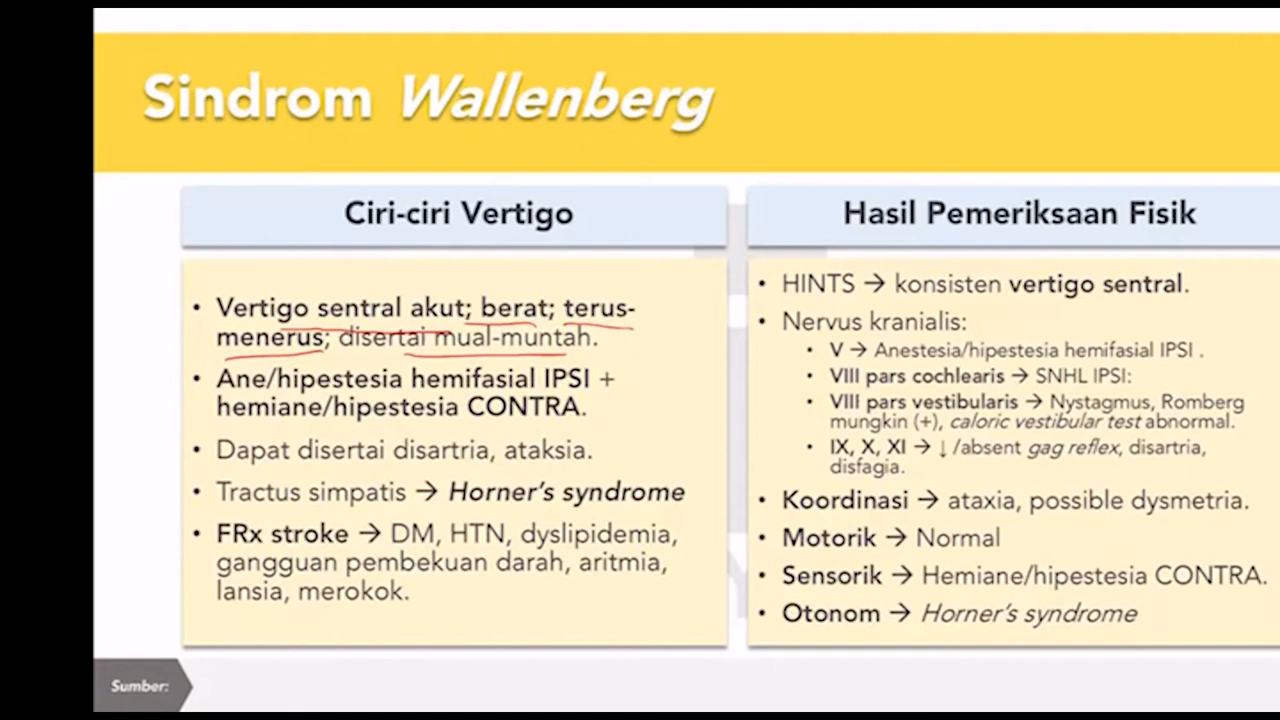 Sindrom Wallenberg
Ciri-ciri Vertigo
• Vertigo sentral akut; berat; terus-
menerus; disertai mual-muntah.
• Ane/hipestesia hemifasial IPSI +
hemiane/hipestesia CONTRA.
• Dapat disertai disartria, ataksia.
• Tractus simpatis → Horner's syndrome
• FRx stroke → DM, HTN, dyslipidemia,
gangguan pembekuan darah, aritmia,
lansia, merokok.
Hasil Pemeriksaan Fisik
• HINTS → konsisten vertigo sentral.
• Nervus kranialis:
• V → Anestesia/hipestesia hemifasial IPSI .
• VIII pars cochlearis → SNHL IPSI:
• VIII pars vestibularis → Nystagmus, Romberg
mungkin (+), caloric vestibular test abnormal.
• IX, X, XI → ↓/absent gag reflex, disartria,
disfagia.
• Koordinasi → ataxia, possible dysmetria.
• Motorik → Normal
• Sensorik → Hemiane/hipestesia CONTRA.
• Otonom → Horner's syndrome
Sumber: